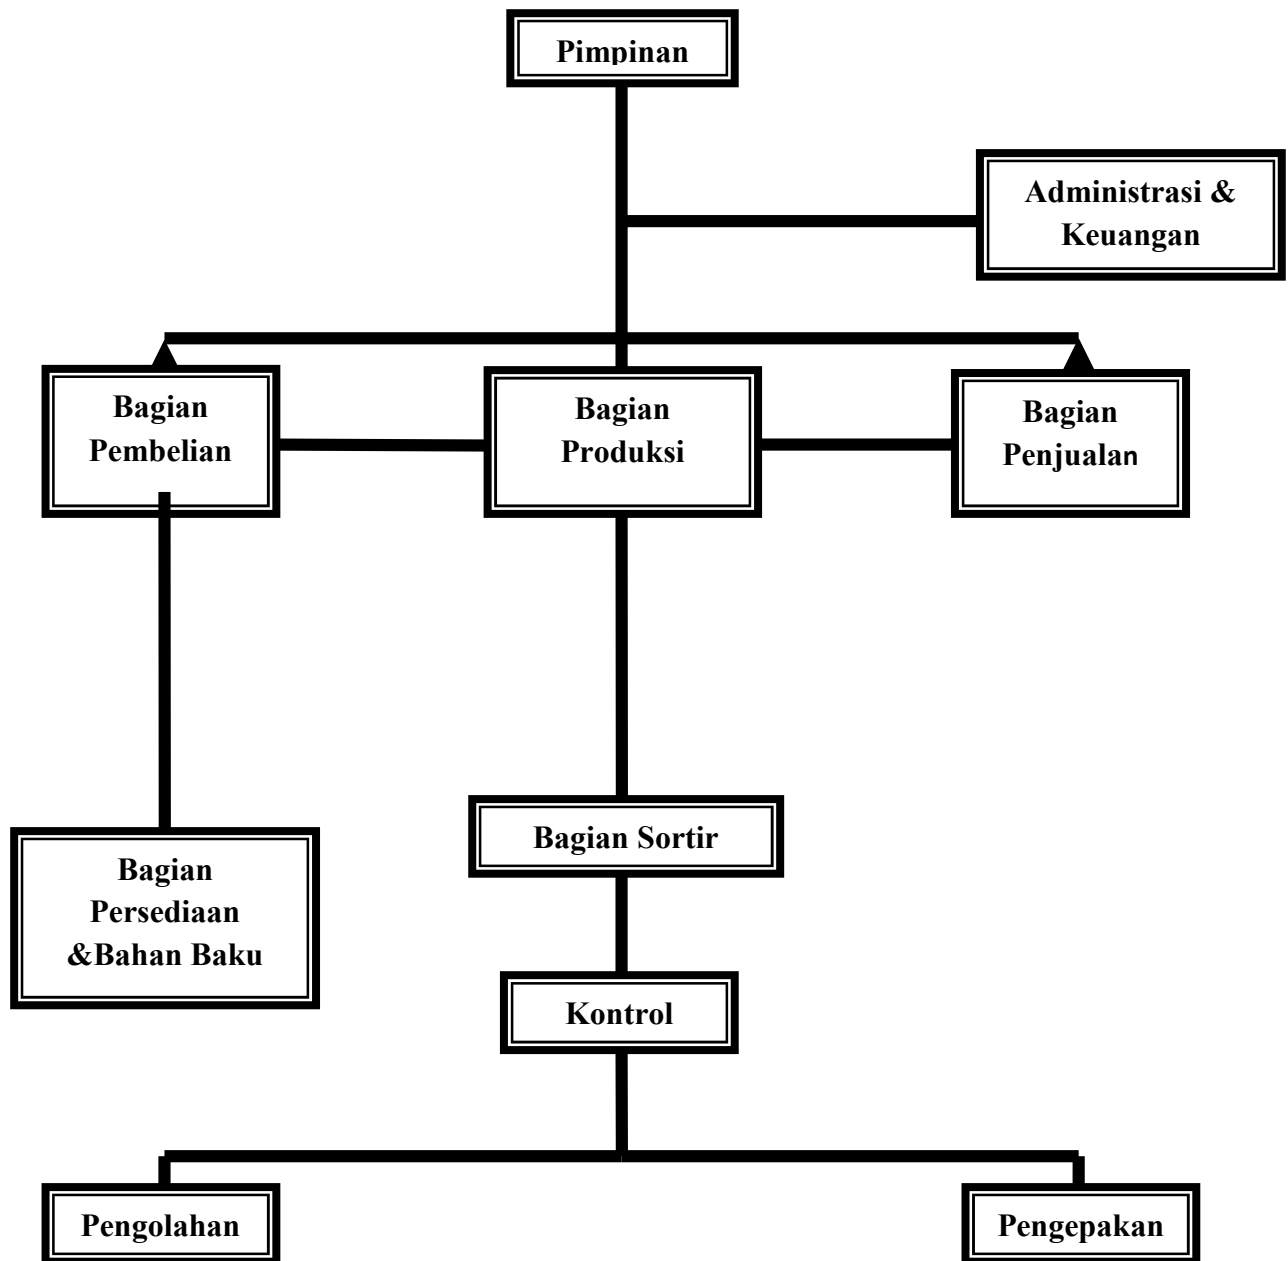 Pimpinan
Administrasi &
Keuangan
Bagian
Pembelian
Bagian
Produksi
Bagian
Penjualan
Bagian Sortir
Bagian
Persediaan
&Bahan Baku
Kontrol
Pengolahan
Pengepakan